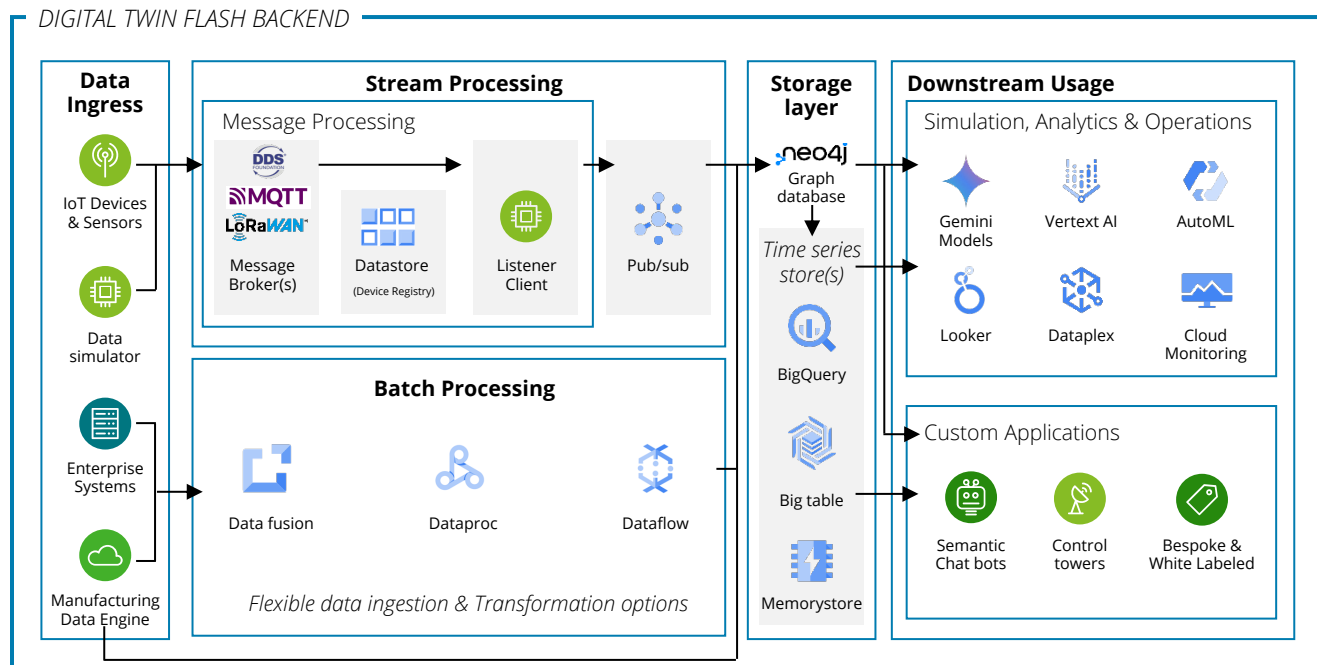 DIGITAL TWIN FLASH BACKEND
Data
Ingress
IoT Devices
& Sensors
Data
simulator
Enterprise
Systems
Manufacturing
Data Engine
Stream Processing
Message Processing
DDS
FOUNDATION
MQTT
LoRaWAN
Message
Broker(s)
Datastore
(Device Registry)
Listener
Client
Pub/sub
Batch Processing
Data fusion
Dataproc
Dataflow
Flexible data ingestion & Transformation options
Storage
layer
neo4j
Graph
database
Time series
store(s)
BigQuery
Big table
Memorystore
Downstream Usage
Simulation, Analytics & Operations
Gemini
Models
Vertext AI
AutoML
Looker
Dataplex
Cloud
Monitoring
Custom Applications
Semantic
Chat bots
Control
towers
Bespoke &
White Labeled